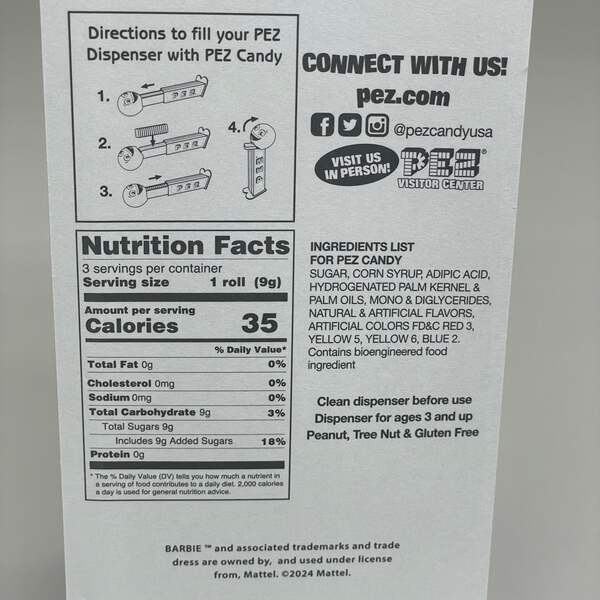 Directions to fill your PEZ
Dispenser with PEZ Candy
1.
2.
3.
4.
CONNECT WITH US!
pez.com
@pezcandyusa
VISIT US
IN PERSON!
PEZ®
VISITOR CENTER
Nutrition Facts
3 servings per container
Serving size 1 roll (9g)
Amount per serving
Calories 35
% Daily Value*
Total Fat 0g 0%
Cholesterol 0mg 0%
Sodium 0mg 0%
Total Carbohydrate 9g 3%
Total Sugars 9g
Includes 9g Added Sugars 18%
Protein 0g
* The % Daily Value (DV) tells you how much a nutrient in
a serving of food contributes to a daily diet. 2,000 calories
a day is used for general nutrition advice.
INGREDIENTS LIST
FOR PEZ CANDY
SUGAR, CORN SYRUP, ADIPIC ACID,
HYDROGENATED PALM KERNEL &
PALM OILS, MONO & DIGLYCERIDES,
NATURAL & ARTIFICIAL FLAVORS,
ARTIFICIAL COLORS FD&C RED 3,
YELLOW 5, YELLOW 6, BLUE 2.
Contains bioengineered food
ingredient
Clean dispenser before use
Dispenser for ages 3 and up
Peanut, Tree Nut & Gluten Free
BARBIE ™ and associated trademarks and trade
dress are owned by, and used under license
from, Mattel. ©2024 Mattel.